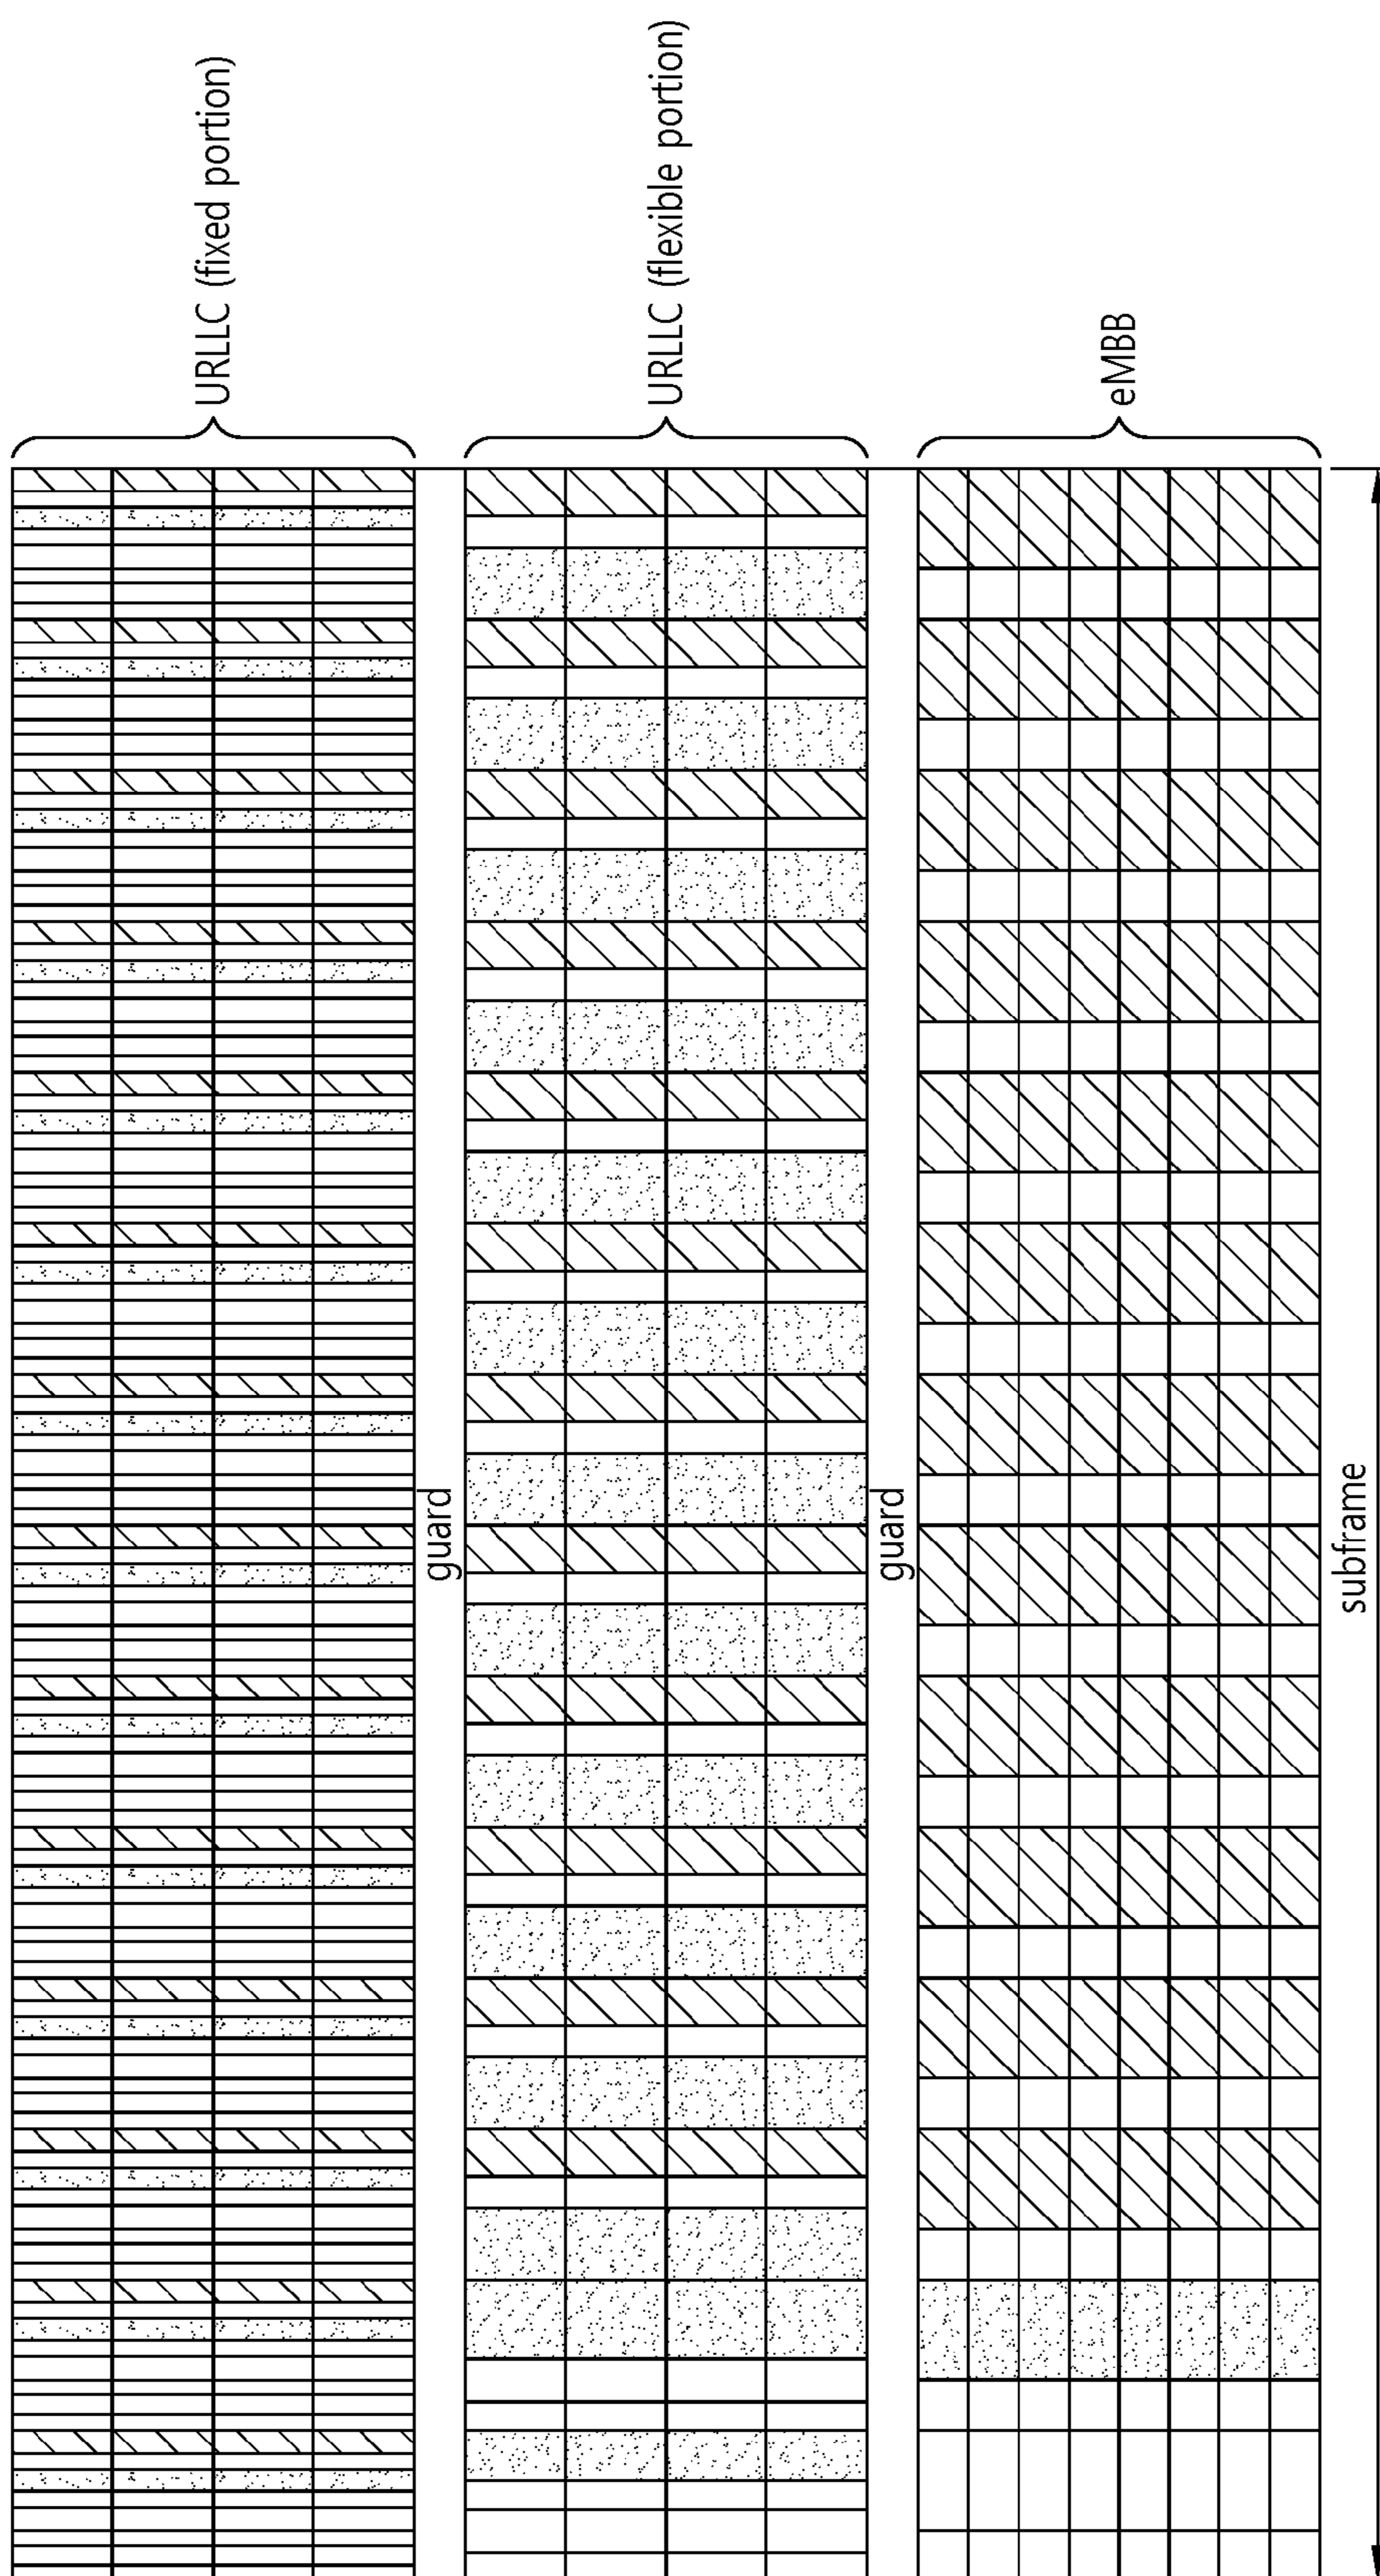 URLLC (fixed portion)
guard
URLLC (flexible portion)
guard
eMBB
subframe